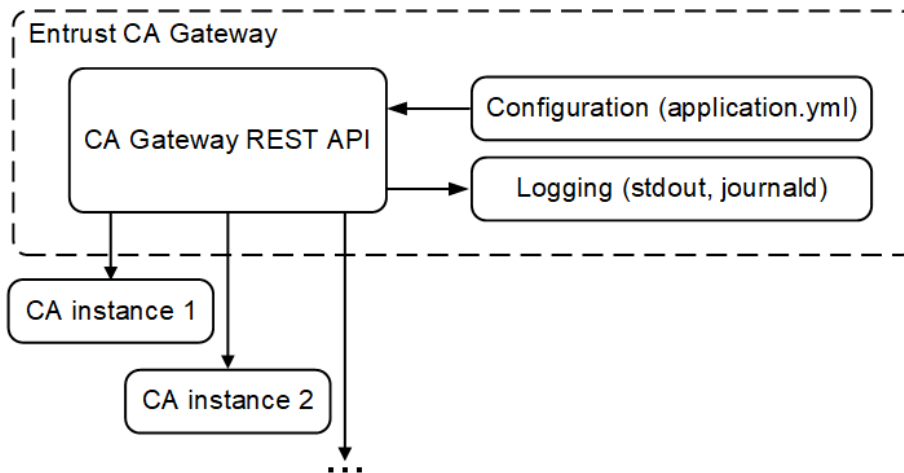 Entrust CA Gateway
CA Gateway REST API
Configuration (application.yml)
Logging (stdout, journald)
CA instance 1
CA instance 2
...